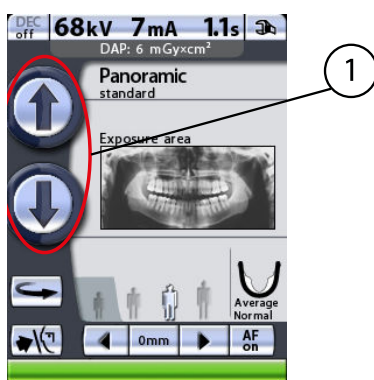 DEC
off
68kV 7mA 1.1s
DAP: 6 mGy×cm²
1
Panoramic
standard
Exposure area
Average
Normal
0mm
AF
on